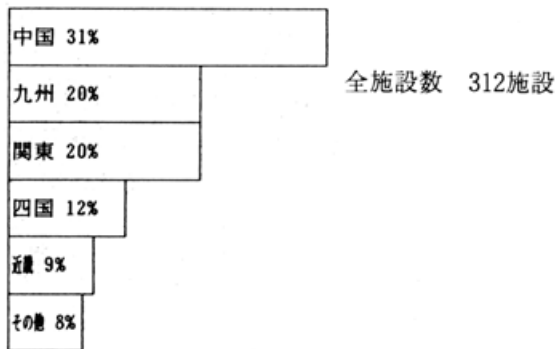 中国 31%
全施設数 312施設
九州 20%
関東 20%
四国 12%
近畿 9%
その他 8%